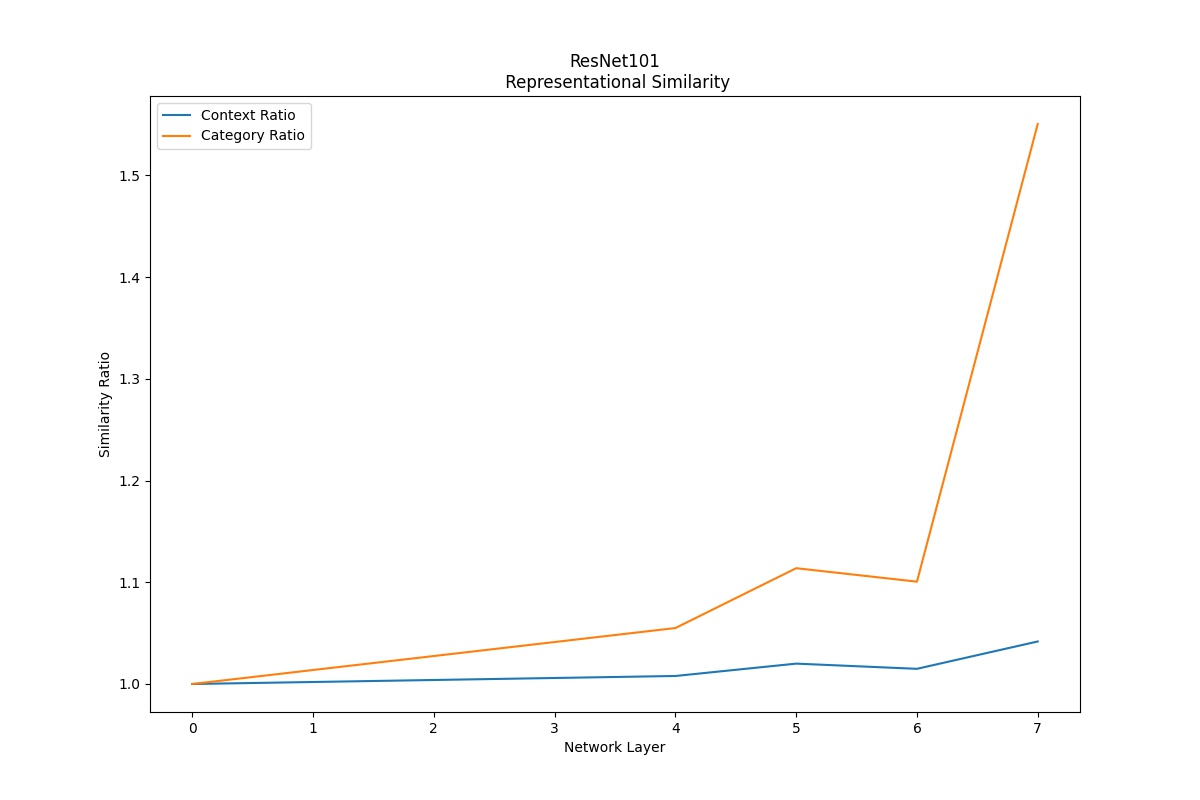 ResNet101
Representational Similarity
Context Ratio
Category Ratio
1.5
1.4
1.3
1.2
1.1
1.0
Similarity Ratio
0 1 2 3 4 5 6 7
Network Layer